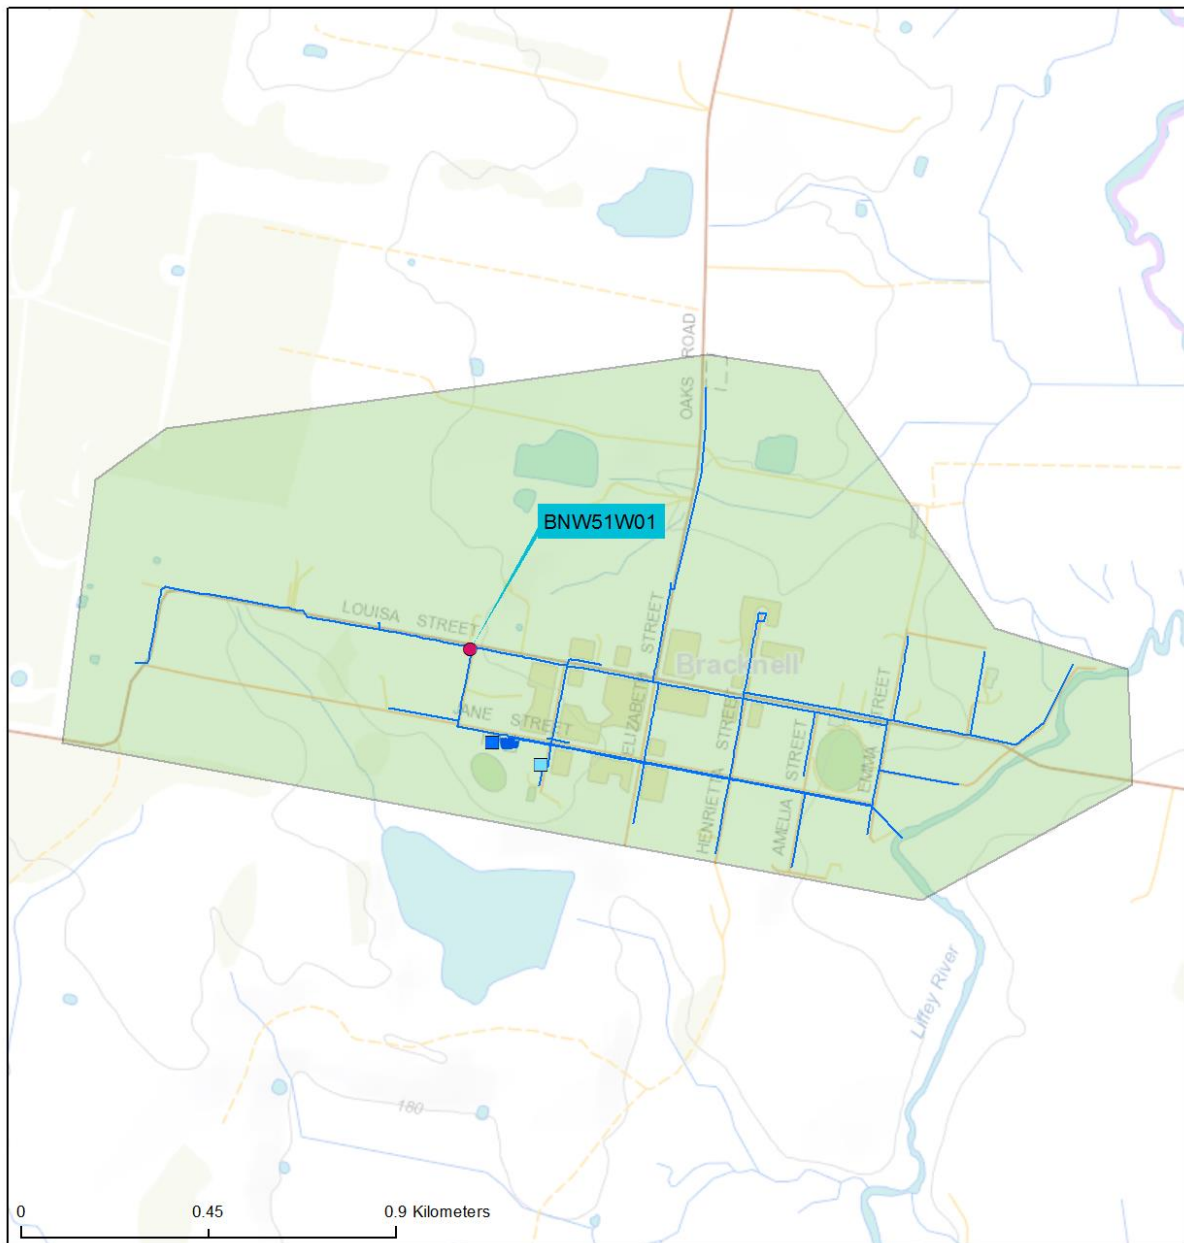 OAKS ROAD
BNW51W01
LOUISA STREET
ELIZABETH STREET
Bracknell
JANE STREET
HENRIETTA STREET
AMELIA STREET
EMMA STREET
Liffey River
180
0 0.45 0.9 Kilometers